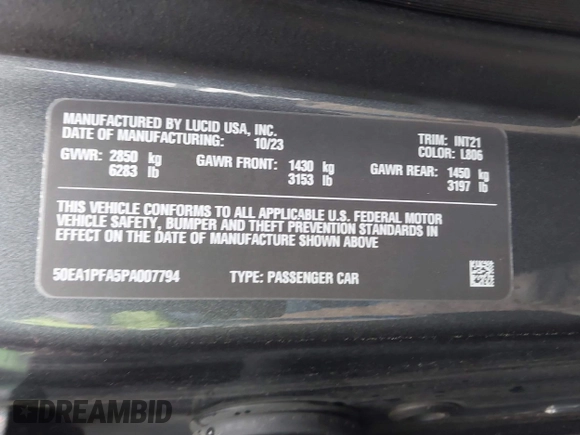 MANUFACTURED BY LUCID USA, INC.
DATE OF MANUFACTURING: 10/23 TRIM: INT21
COLOR: L806
GVWR: 2850 kg GAWR FRONT: 1430 kg GAWR REAR: 1450 kg
6283 lb 3153 lb 3197 lb
THIS VEHICLE CONFORMS TO ALL APPLICABLE U.S. FEDERAL MOTOR
VEHICLE SAFETY, BUMPER AND THEFT PREVENTION STANDARDS IN
EFFECT ON THE DATE OF MANUFACTURE SHOWN ABOVE
50EA1PFA5PA007794 TYPE: PASSENGER CAR
DREAMBID